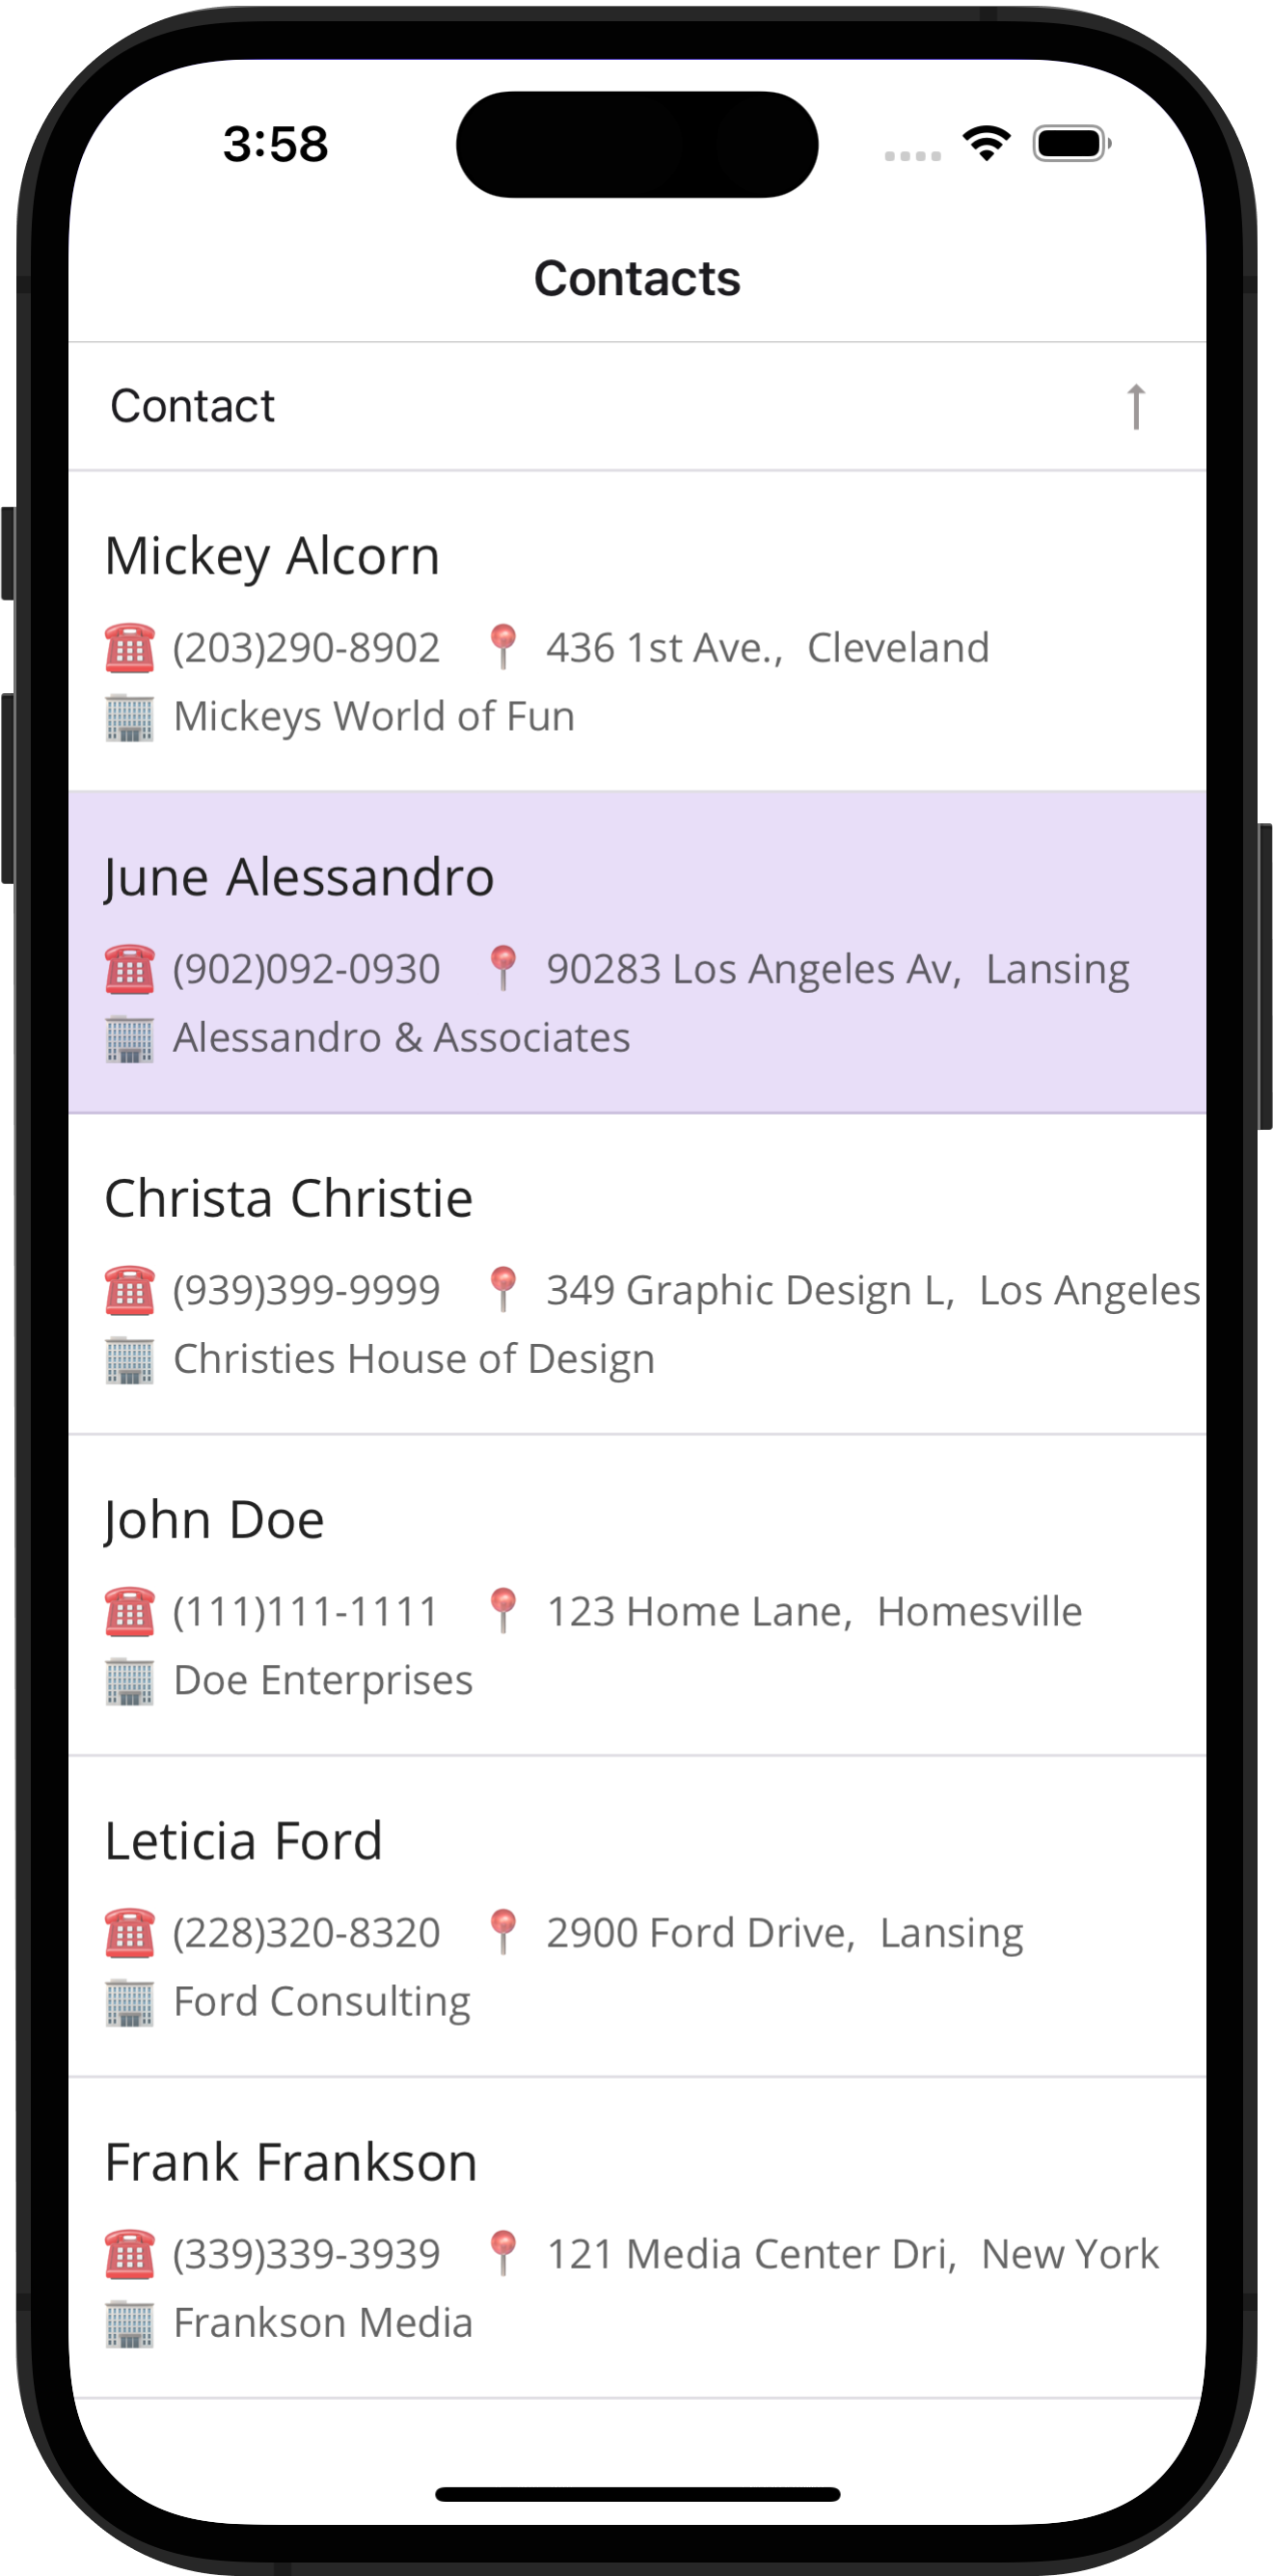 3:58
Contacts
Contact
Mickey Alcorn
(203)290-8902 436 1st Ave., Cleveland
Mickeys World of Fun
June Alessandro
(902)092-0930 90283 Los Angeles Av, Lansing
Alessandro & Associates
Christa Christie
(939)399-9999 349 Graphic Design L, Los Angeles
Christies House of Design
John Doe
(111)111-1111 123 Home Lane, Homesville
Doe Enterprises
Leticia Ford
(228)320-8320 2900 Ford Drive, Lansing
Ford Consulting
Frank Frankson
(339)339-3939 121 Media Center Dri, New York
Frankson Media